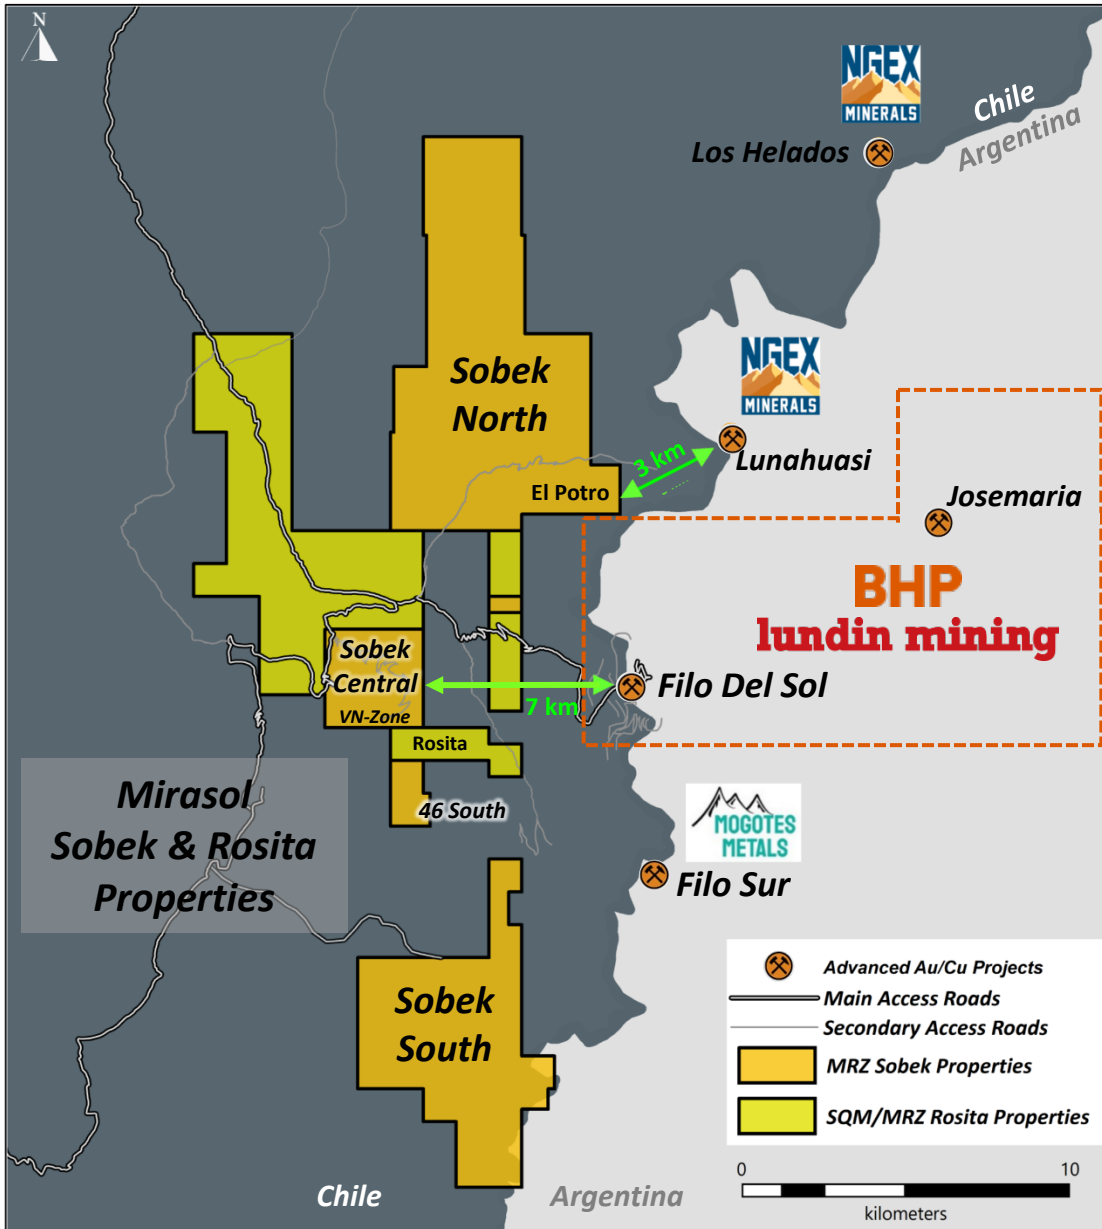 N
NGEX
MINERALS
Chile
Argentina
Los Helados
NGEX
MINERALS
Sobek
North
3 km
Lunahuasi
El Potro
Josemaria
BHP
lundin mining
Sobek
Central
VN-Zone
7 km
Filo Del Sol
Rosita
46 South
Mirasol
Sobek & Rosita
Properties
MOGOTES
METALS
Filo Sur
Sobek
South
Advanced Au/Cu Projects
Main Access Roads
Secondary Access Roads
MRZ Sobek Properties
SQM/MRZ Rosita Properties
0 10
kilometers
Chile
Argentina